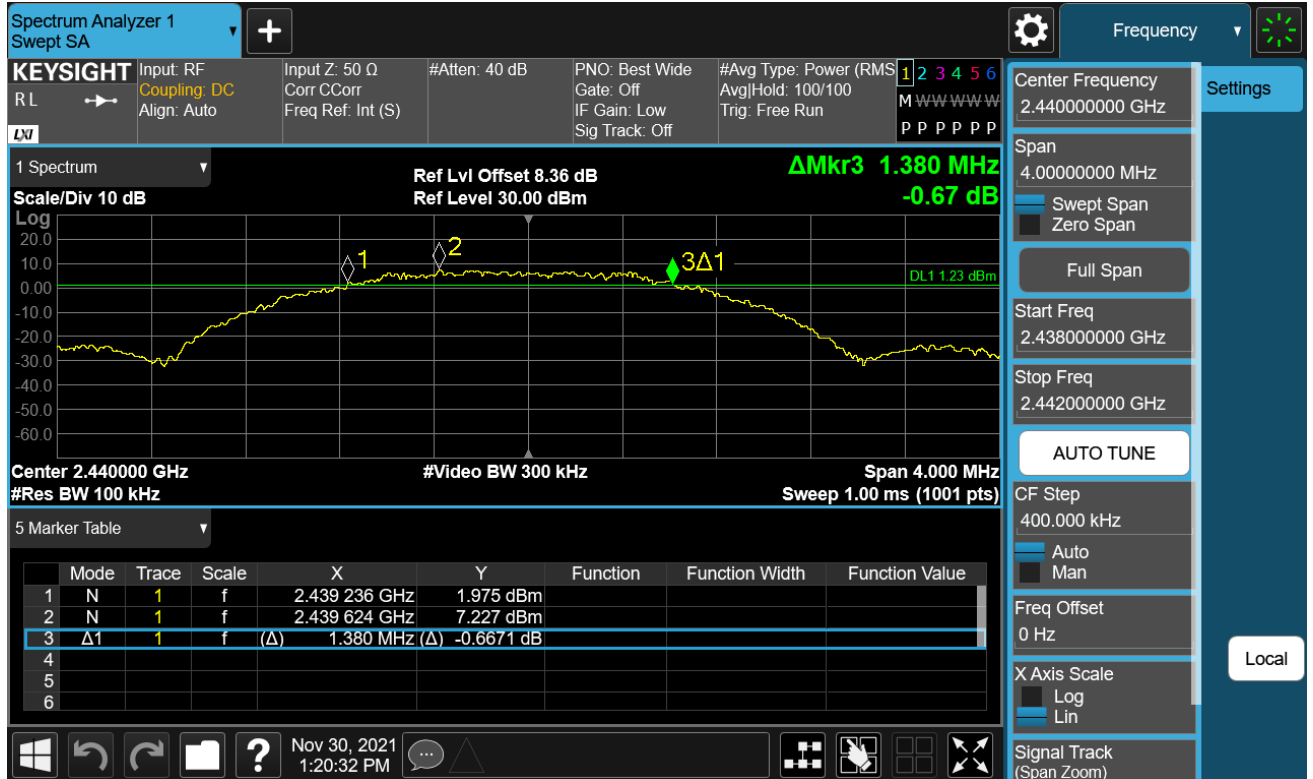 Spectrum Analyzer 1
Swept SA
+
Frequency
KEYSIGHT
RL
LXI
Input: RF
Coupling: DC
Align: Auto
Input Z: 50 Ω
Corr CCorr
Freq Ref: Int (S)
#Atten: 40 dB
PNO: Best Wide
Gate: Off
IF Gain: Low
Sig Track: Off
#Avg Type: Power (RMS
Avg|Hold: 100/100
Trig: Free Run
1 2 3 4 5 6
M W W W W W
P P P P P P
1 Spectrum
Scale/Div 10 dB
Ref Lvl Offset 8.36 dB
Ref Level 30.00 dBm
ΔMkr3 1.380 MHz
-0.67 dB
Log
20.0
10.0
0.00
-10.0
-20.0
-30.0
-40.0
-50.0
-60.0
1
2
3Δ1
DL1 1.23 dBm
Center 2.440000 GHz
#Video BW 300 kHz
Span 4.000 MHz
#Res BW 100 kHz
Sweep 1.00 ms (1001 pts)
5 Marker Table
Mode Trace Scale X Y Function Function Width Function Value
1 N 1 f 2.439 236 GHz 1.975 dBm
2 N 1 f 2.439 624 GHz 7.227 dBm
3 Δ1 1 f (Δ) 1.380 MHz (Δ) -0.6671 dB
4
5
6
?
Nov 30, 2021
1:20:32 PM
Center Frequency
2.440000000 GHz
Span
4.00000000 MHz
Swept Span
Zero Span
Full Span
Start Freq
2.438000000 GHz
Stop Freq
2.442000000 GHz
AUTO TUNE
CF Step
400.000 kHz
Auto
Man
Freq Offset
0 Hz
X Axis Scale
Log
Lin
Signal Track
(Span Zoom)
Settings
Local